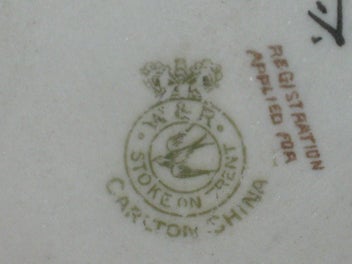 • W & R •
STOKE ON TRENT
CARLTON CHINA
REGISTRATION
APPLIED FOR